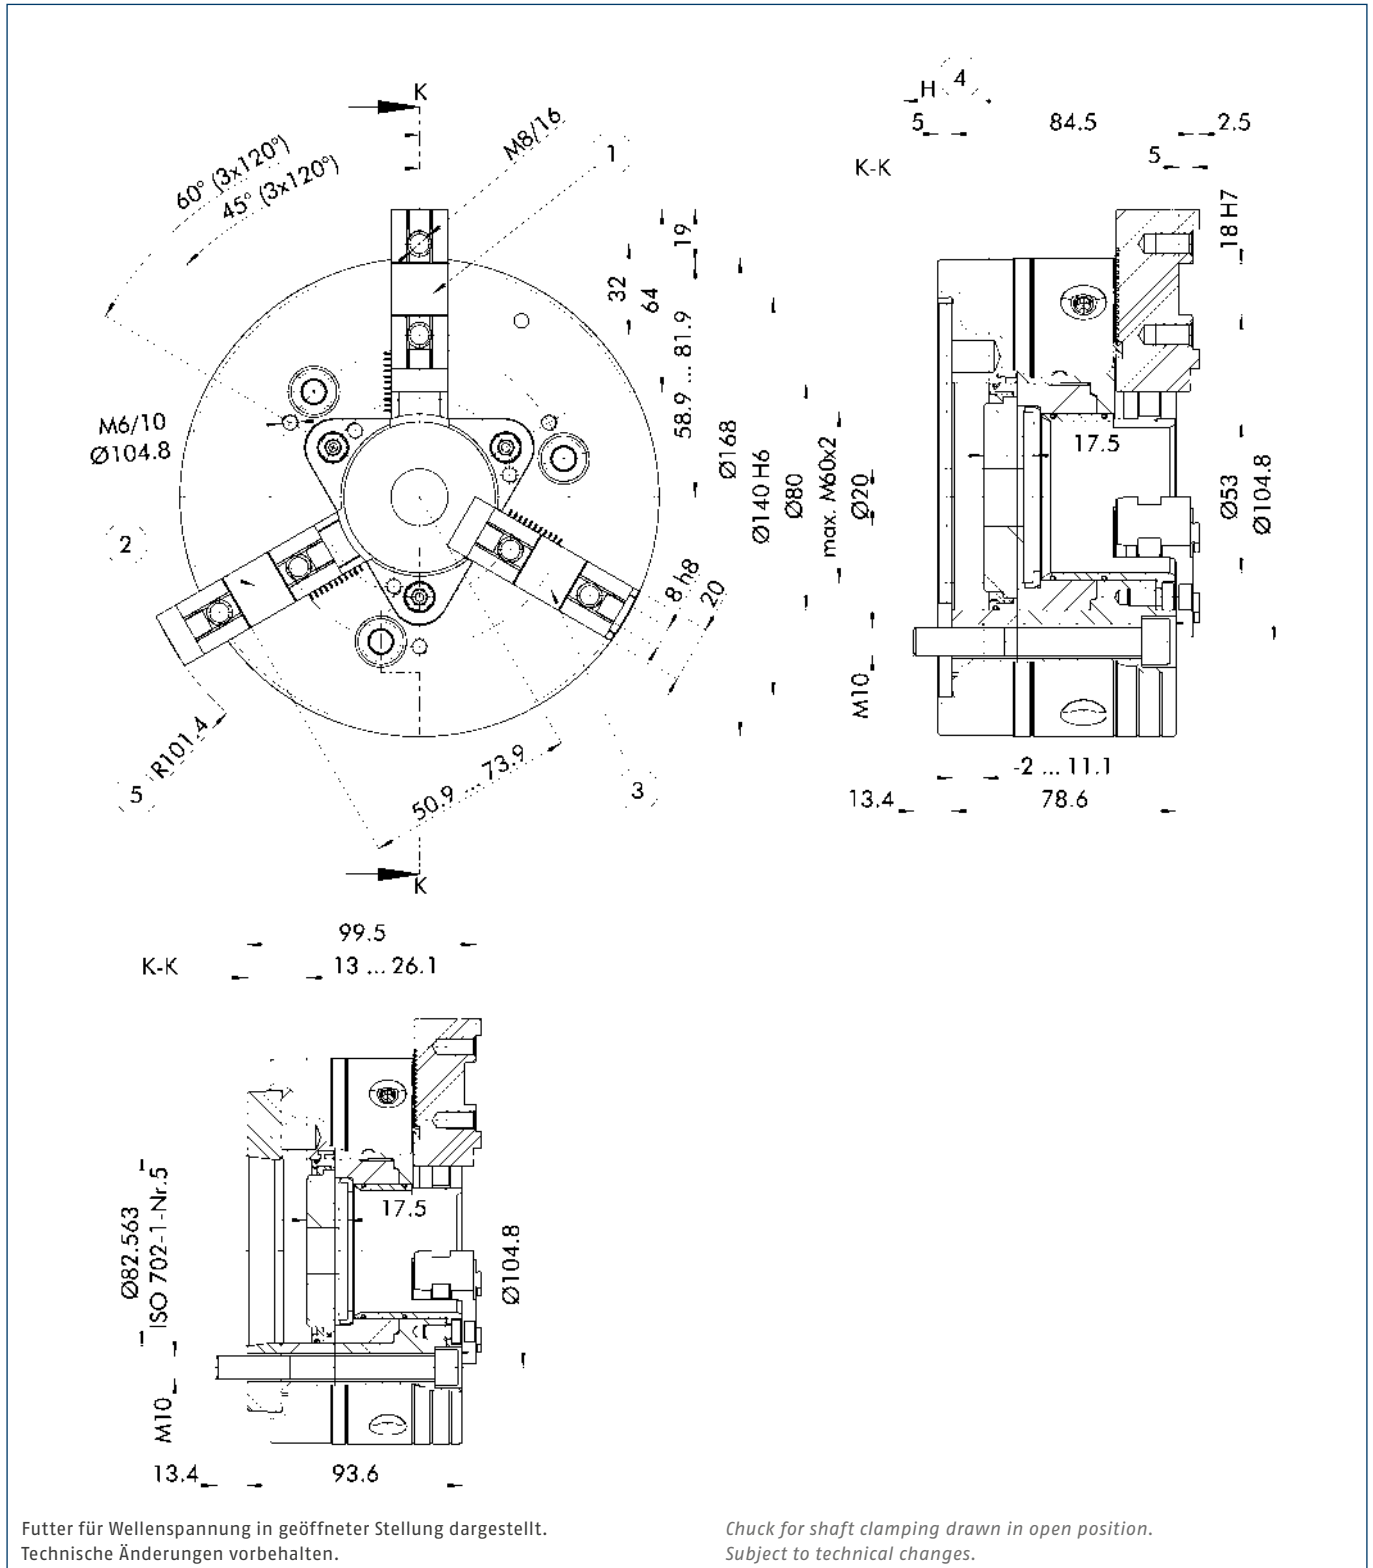 K
60° (3x120°)
45° (3x120°)
M8/16
1
19
32
64
58.9 ... 81.9
Ø168
Ø140 H6
Ø80
max. M60x2
Ø20
M6/10
Ø104.8
2
8 h8
20
R101.4
5
50.9 ... 73.9
3
K
H
4
5
84.5
2.5
5
K-K
18 H7
17.5
Ø53
Ø104.8
1
M10
-2 ... 11.1
13.4
78.6
99.5
K-K
13 ... 26.1
17.5
Ø82.563
ISO 702-1-Nr.5
Ø104.8
M10
13.4
93.6
Futter für Wellenspannung in geöffneter Stellung dargestellt.
Technische Änderungen vorbehalten.
Chuck for shaft clamping drawn in open position.
Subject to technical changes.